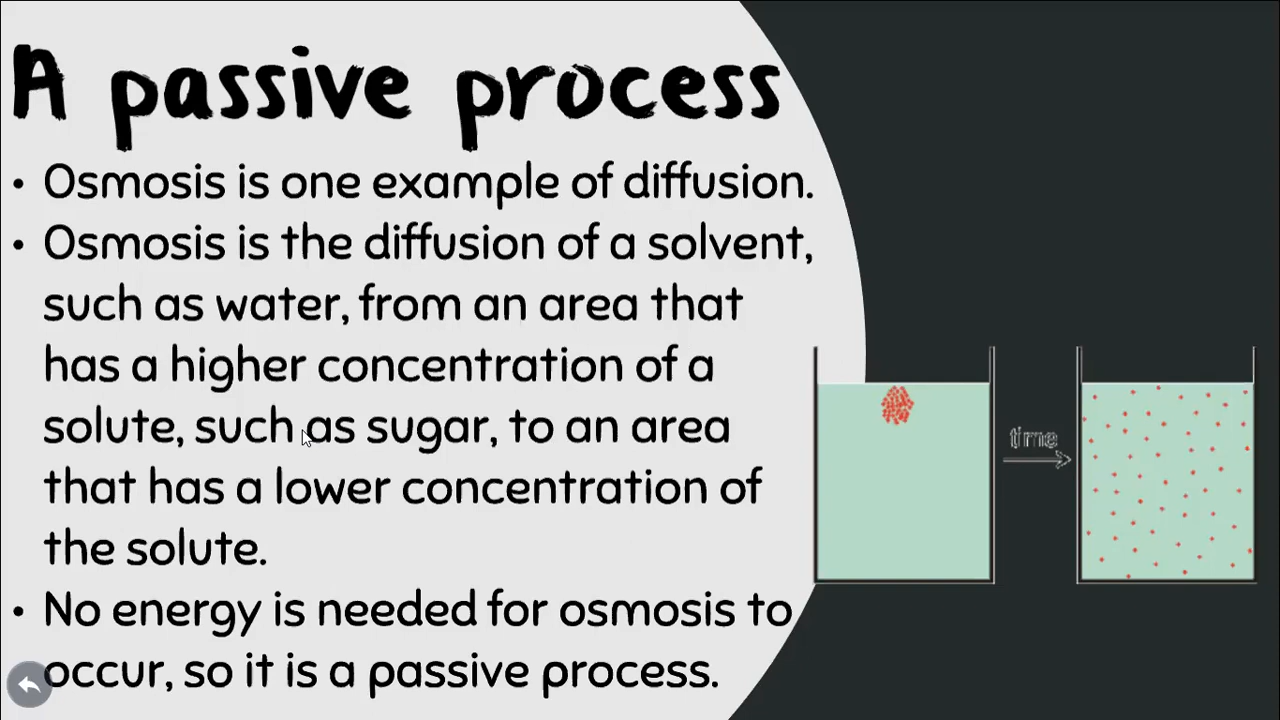 A passive process
• Osmosis is one example of diffusion.
• Osmosis is the diffusion of a solvent,
such as water, from an area that
has a higher concentration of a
solute, such as sugar, to an area
that has a lower concentration of
the solute.
• No energy is needed for osmosis to
occur, so it is a passive process.
time